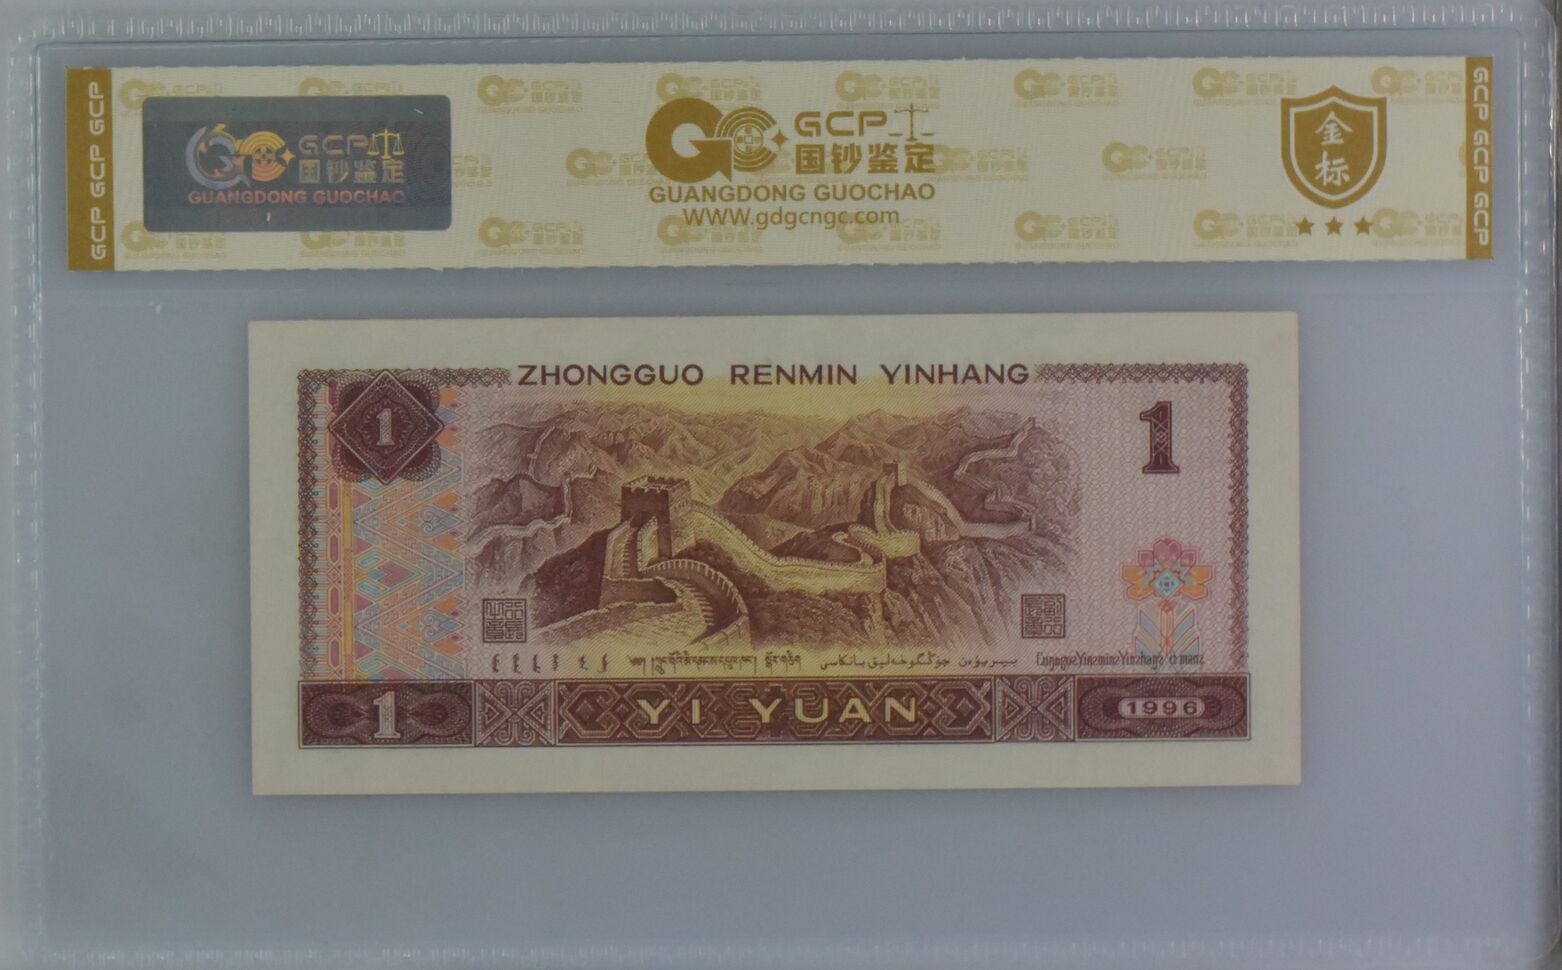 GCP GCP GCP
GCP
国钞鉴定
GUANGDONG GUOCHAO
GCP
国钞鉴定
GUANGDONG GUOCHAO
WWW.gdgcngc.com
金标
GCP GCP GCP
ZHONGGUO RENMIN YINHANG
1
1
1
YI YUAN
1996